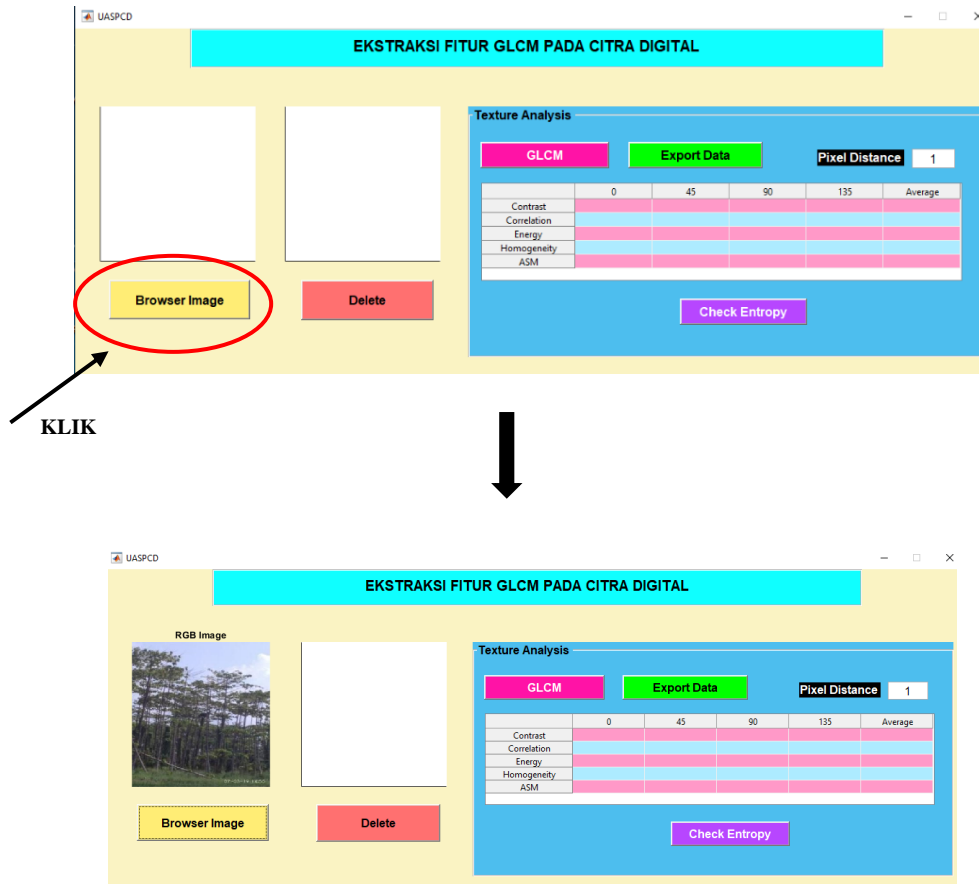 UASPCD
EKSTRAKSI FITUR GLCM PADA CITRA DIGITAL
Texture Analysis
GLCM Export Data Pixel Distance 1
0 45 90 135 Average
Contrast
Correlation
Energy
Homogeneity
ASM
Browser Image Delete
Check Entropy
KLIK
UASPCD
EKSTRAKSI FITUR GLCM PADA CITRA DIGITAL
RGB Image
Texture Analysis
GLCM Export Data Pixel Distance 1
0 45 90 135 Average
Contrast
Correlation
Energy
Homogeneity
ASM
Browser Image Delete
Check Entropy